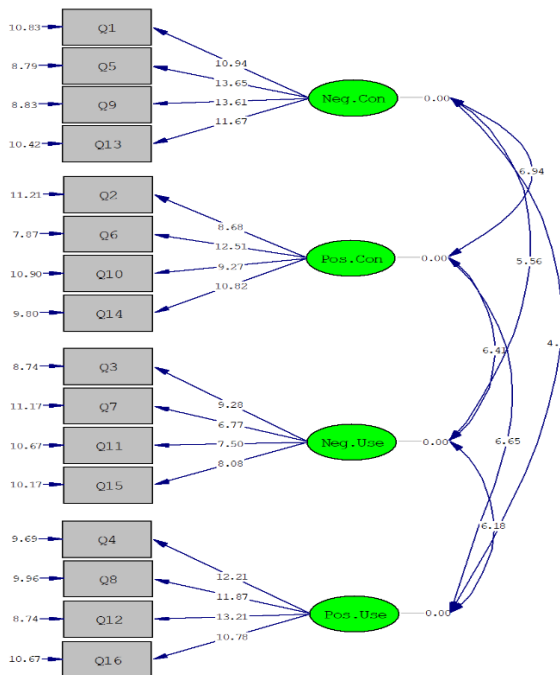 10.83 Q1
10.94
8.79 Q5
13.65 Neg.Con 0.00
8.83 Q9
13.61
10.42 Q13
11.67
6.94
11.21 Q2
8.68
7.87 Q6
12.51 Pos.Con 0.00
5.56
10.90 Q10
9.27
9.80 Q14
10.82
6.41
4.
8.74 Q3
9.28
11.17 Q7
6.77 Neg.Use 0.00
6.65
10.67 Q11
7.50
10.17 Q15
8.08
6.18
9.69 Q4
12.21
9.96 Q8
11.87 Pos.Use 0.00
8.74 Q12
13.21
10.67 Q16
10.78